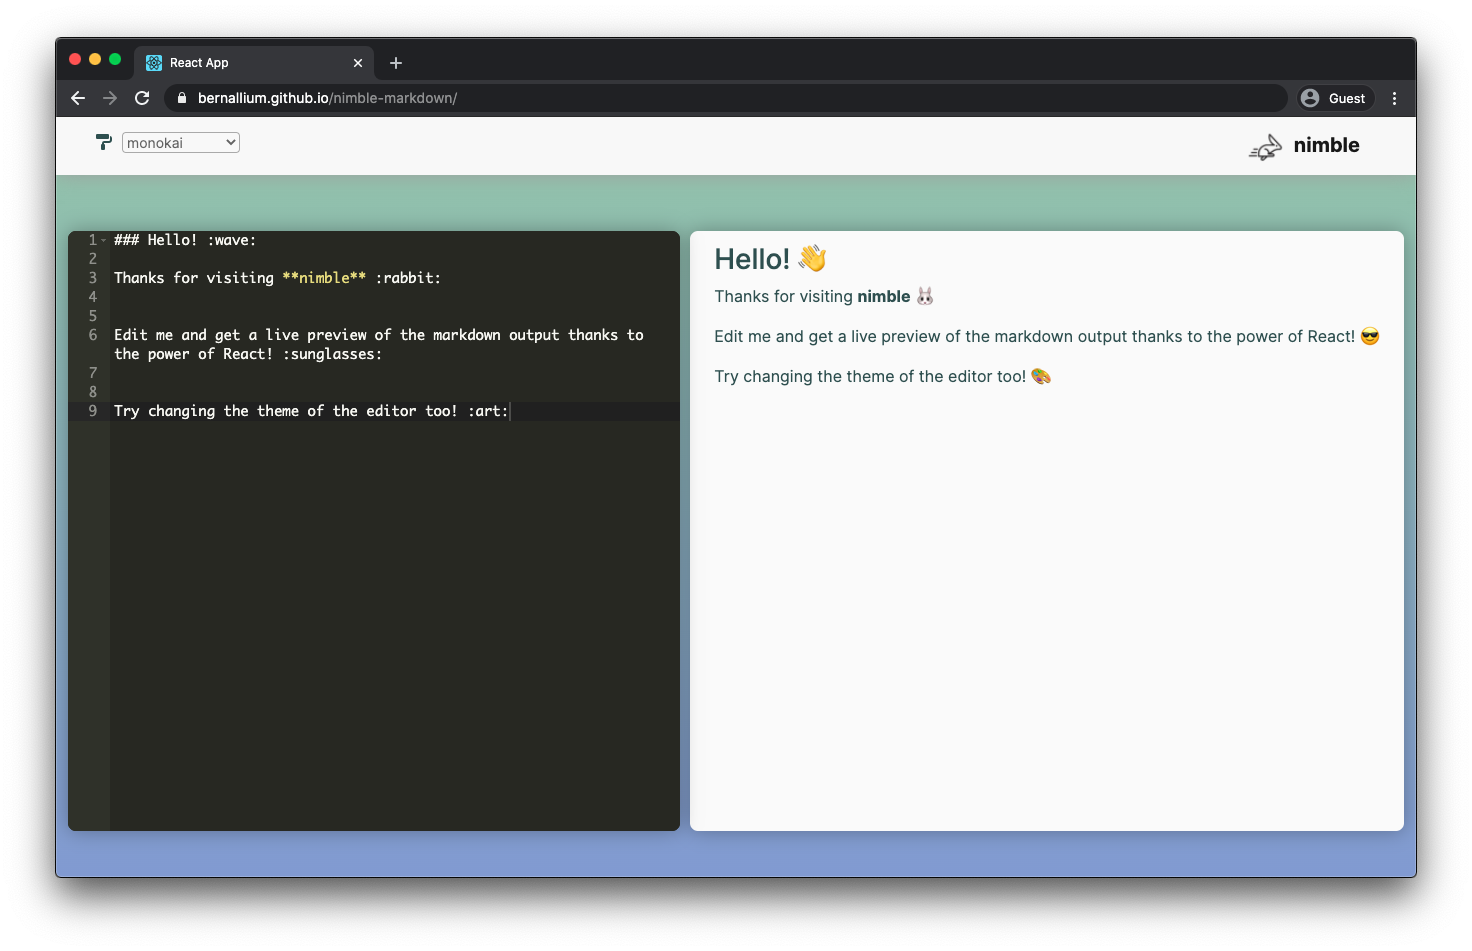 React App
bernallium.github.io/nimble-markdown/
Guest
monokai
nimble
1 ### Hello! :wave:
2
3 Thanks for visiting **nimble** :rabbit:
4
5
6 Edit me and get a live preview of the markdown output thanks to
the power of React! :sunglasses:
7
8
9 Try changing the theme of the editor too! :art:
Hello! 👋
Thanks for visiting nimble 🐰
Edit me and get a live preview of the markdown output thanks to the power of React! 😎
Try changing the theme of the editor too! 🎨